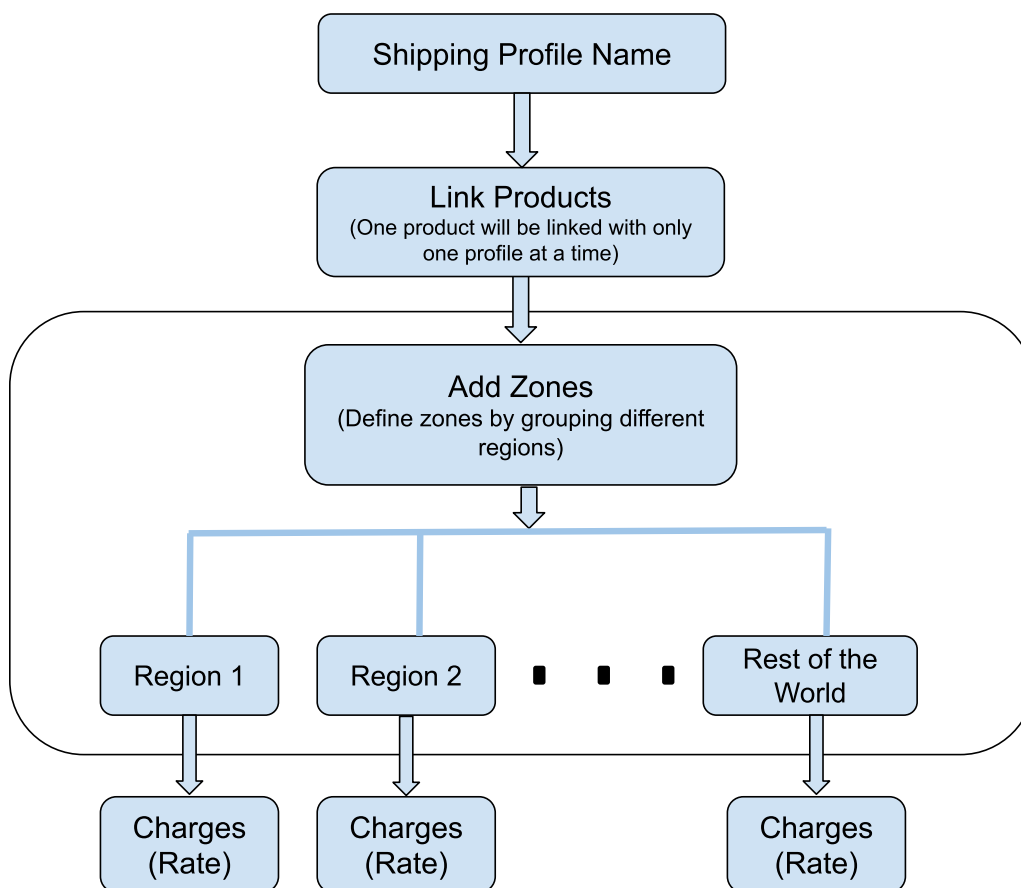 Shipping Profile Name
Link Products
(One product will be linked with only
one profile at a time)
Add Zones
(Define zones by grouping different
regions)
Region 1
Region 2
Rest of the
World
Charges
(Rate)
Charges
(Rate)
Charges
(Rate)